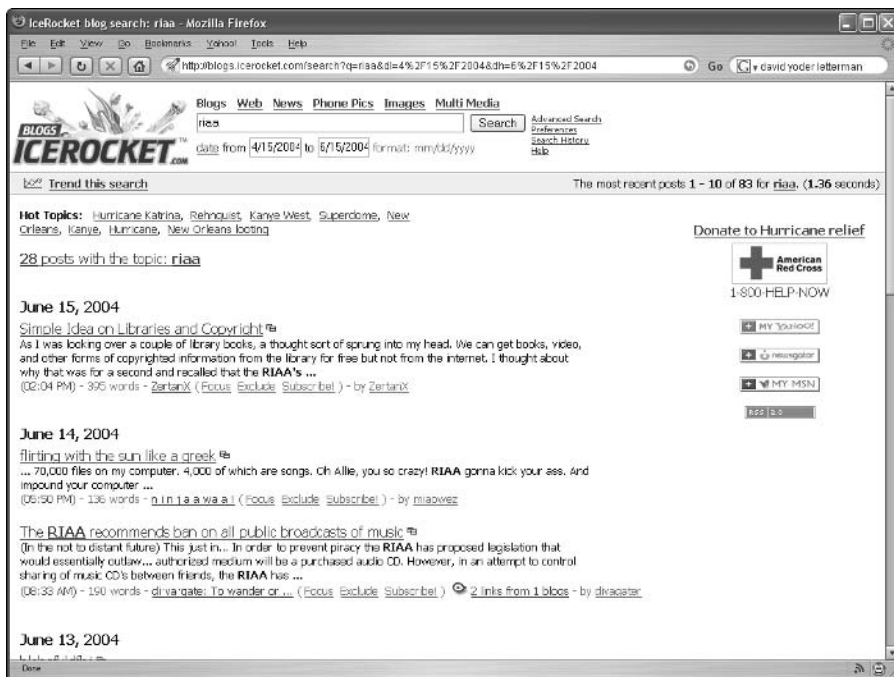 IceRocket blog search: riaa - Mozilla Firefox
File Edit View Go Bookmarks Yahoo! Tools Help
http://blogs.icerocket.com/search?q=riaa&dl=4%2F15%2F2004&dh=6%2F15%2F2004 Go david yoder letterman
Blogs Web News Phone Pics Images Multi Media
BLOGS
ICEROCKET.COM
riaa Search
Advanced Search
Preferences
Search History
Help
date from 4/15/2004 to 6/15/2004 format: mm/dd/yyyy
Trend this search The most recent posts 1 - 10 of 83 for riaa. (1.36 seconds)
Hot Topics: Hurricane Katrina, Rehnquist, Kanye West, Superdome, New
Orleans, Kanye, Hurricane, New Orleans looting
28 posts with the topic: riaa
Donate to Hurricane relief
American
Red Cross
1-800-HELP-NOW
MY YAHOO!
newsgator
MY MSN
RSS 2.0
June 15, 2004
Simple Idea on Libraries and Copyright
As I was looking over a couple of library books, a thought sort of sprung into my head. We can get books, video,
and other forms of copyrighted information from the library for free but not from the internet. I thought about
why that was for a second and recalled that the RIAA's ...
(02:04 PM) - 395 words - ZertanX ( Focus Exclude Subscribe! ) - by ZertanX
June 14, 2004
flirting with the sun like a greek
... 70,000 files on my computer. 4,000 of which are songs. Oh Allie, you so crazy! RIAA gonna kick your ass. And
impound your computer ...
(05:50 PM) - 136 words - n i n j a a w a a ! ( Focus Exclude Subscribe! ) - by miaowez
The RIAA recommends ban on all public broadcasts of music
(In the not to distant future) This just in... In order to prevent piracy the RIAA has proposed legislation that
would essentially outlaw... authorized medium will be a purchased audio CD. However, in an attempt to control
sharing of music CD's between friends, the RIAA has ...
(08:33 AM) - 190 words - divagate: To wander or ... ( Focus Exclude Subscribe! ) 2 links from 1 blogs - by divagater
June 13, 2004
Done